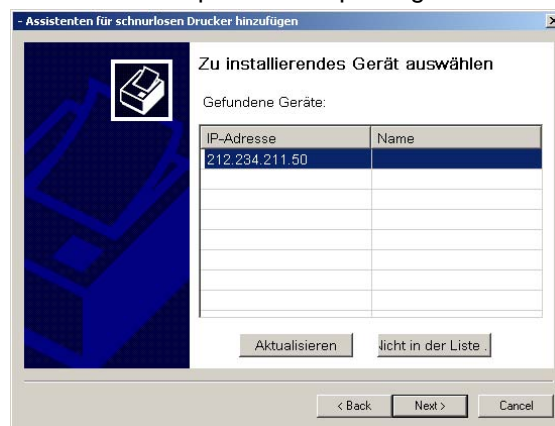 - Assistenten für schnurlosen Drucker hinzufügen
Zu installierendes Gerät auswählen
Gefundene Geräte:
IP-Adresse Name
212.234.211.50
Aktualisieren Nicht in der Liste .
< Back Next > Cancel